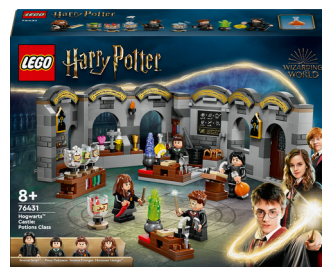 LEGO
Harry Potter
WIZARDING
WORLD
8+
76431
Hogwarts™
Castle:
Potions Class